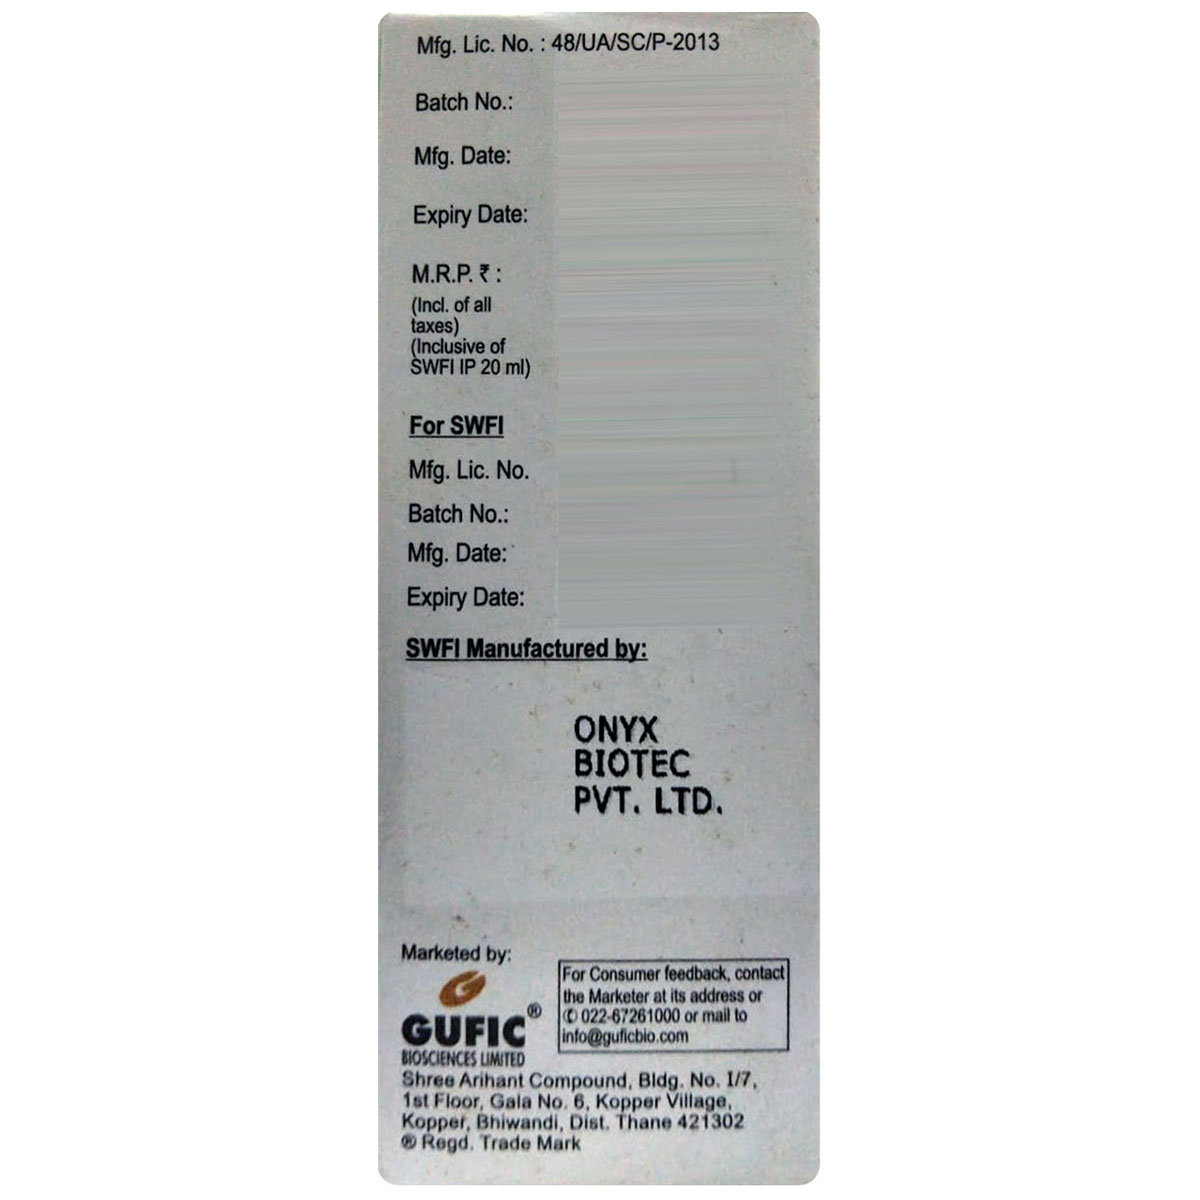 Mfg. Lic. No. : 48/UA/SC/P-2013
Batch No.:
Mfg. Date:
Expiry Date:
M.R.P. ₹ :
(Incl. of all
taxes)
(Inclusive of
SWFI IP 20 ml)
For SWFI
Mfg. Lic. No.
Batch No.:
Mfg. Date:
Expiry Date:
SWFI Manufactured by:
ONYX
BIOTEC
PVT. LTD.
Marketed by:
GUFIC®
BIOSCIENCES LIMITED
For Consumer feedback, contact
the Marketer at its address or
✆ 022-67261000 or mail to
info@guficbio.com
Shree Arihant Compound, Bldg. No. I/7,
1st Floor, Gala No. 6, Kopper Village,
Kopper, Bhiwandi, Dist. Thane 421302
® Regd. Trade Mark